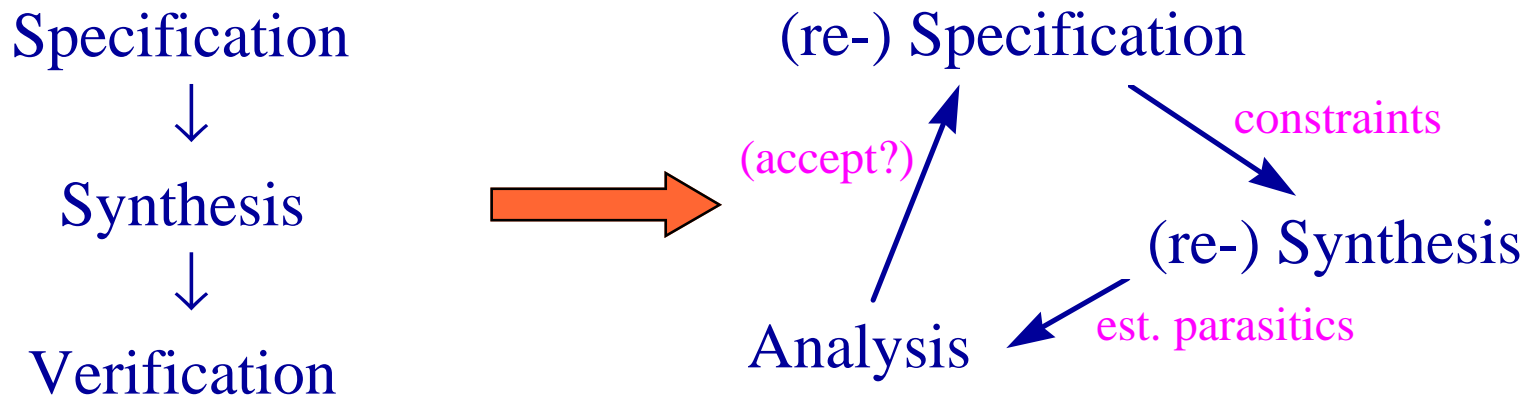 Specification
↓
Synthesis
↓
Verification
(re-) Specification
constraints
(accept?)
(re-) Synthesis
est. parasitics
Analysis